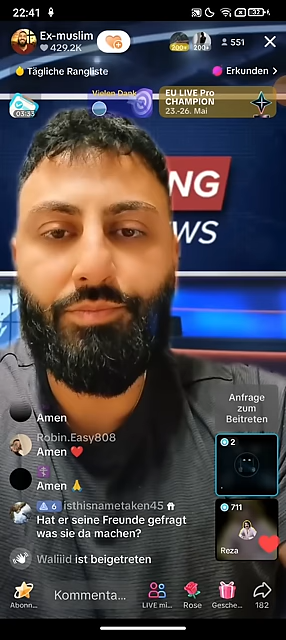 22:41
Ex-muslim
429.2K
200+
200+
551
Tägliche Rangliste
Erkunden >
Vielen Dank
EU LIVE Pro
CHAMPION
23.-26. Mai
03:33
NG
WS
Anfrage
zum
Beitreten
Amen
Robin.Easy808
Amen ❤️
2
Amen 🙏
6 isthisnametaken45
Hat er seine Freunde gefragt
was sie da machen?
711
Reza
Waliiid ist beigetreten
Abonn...
Kommenta...
LIVE mi...
Rose
Gesche...
182